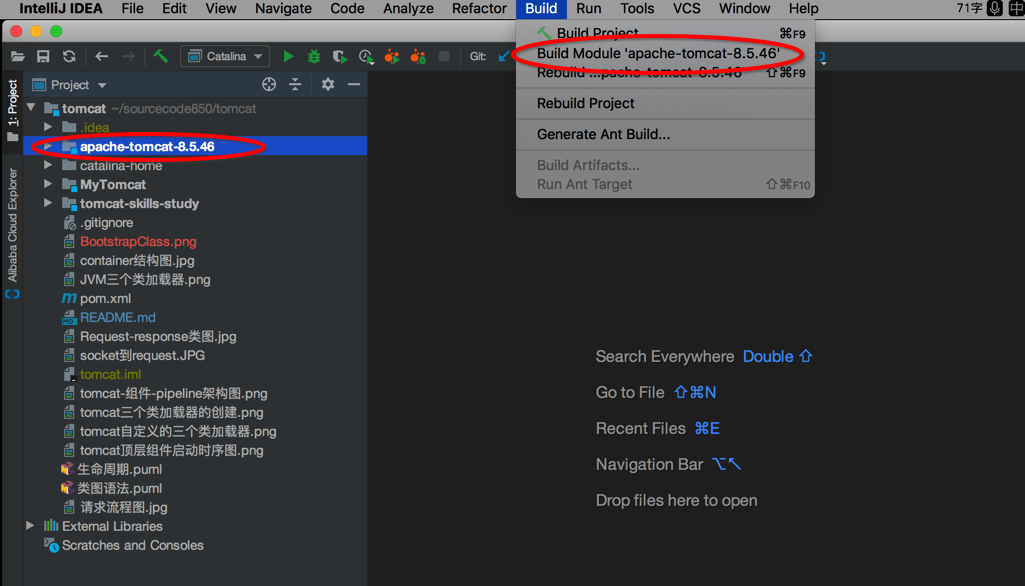 IntelliJ IDEA File Edit View Navigate Code Analyze Refactor Build Run Tools VCS Window Help 71字 中
Build Project ⌘F9
Build Module 'apache-tomcat-8.5.46'
Rebuild '...apache-tomcat-8.5.46' ⇧⌘F9
Rebuild Project
Generate Ant Build...
Build Artifacts...
Run Ant Target ⇧⌘F10
Catalina Git:
Project
1: Project
Alibaba Cloud Explorer
tomcat ~/sourcecode850/tomcat
.idea
apache-tomcat-8.5.46
catalina-home
MyTomcat
tomcat-skills-study
.gitignore
BootstrapClass.png
container结构图.jpg
JVM三个类加载器.png
pom.xml
README.md
Request-response类图.jpg
socket到request.JPG
tomcat.iml
tomcat-组件-pipeline架构图.png
tomcat三个类加载器的创建.png
tomcat自定义的三个类加载器.png
tomcat顶层组件启动时序图.png
生命周期.puml
类图语法.puml
请求流程图.jpg
External Libraries
Scratches and Consoles
Search Everywhere Double ⇧
Go to File ⇧⌘N
Recent Files ⌘E
Navigation Bar ⌥↖
Drop files here to open